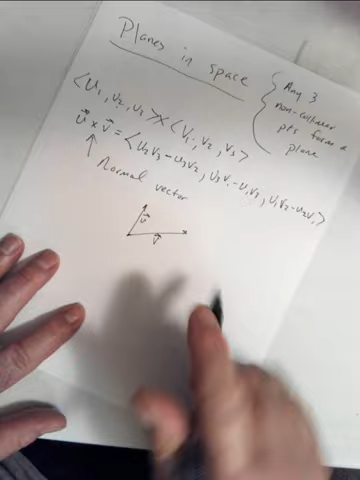 Planes in space
Any 3
non-collinear
pts form a
plane
<U₁, U₂, U₃> X <V₁, V₂, V₃>
u⃗ x v⃗ = <U₂V₃-U₃V₂, U₃V₁-U₁V₃, U₁V₂-U₂V₁>
Normal vector
u⃗
v⃗